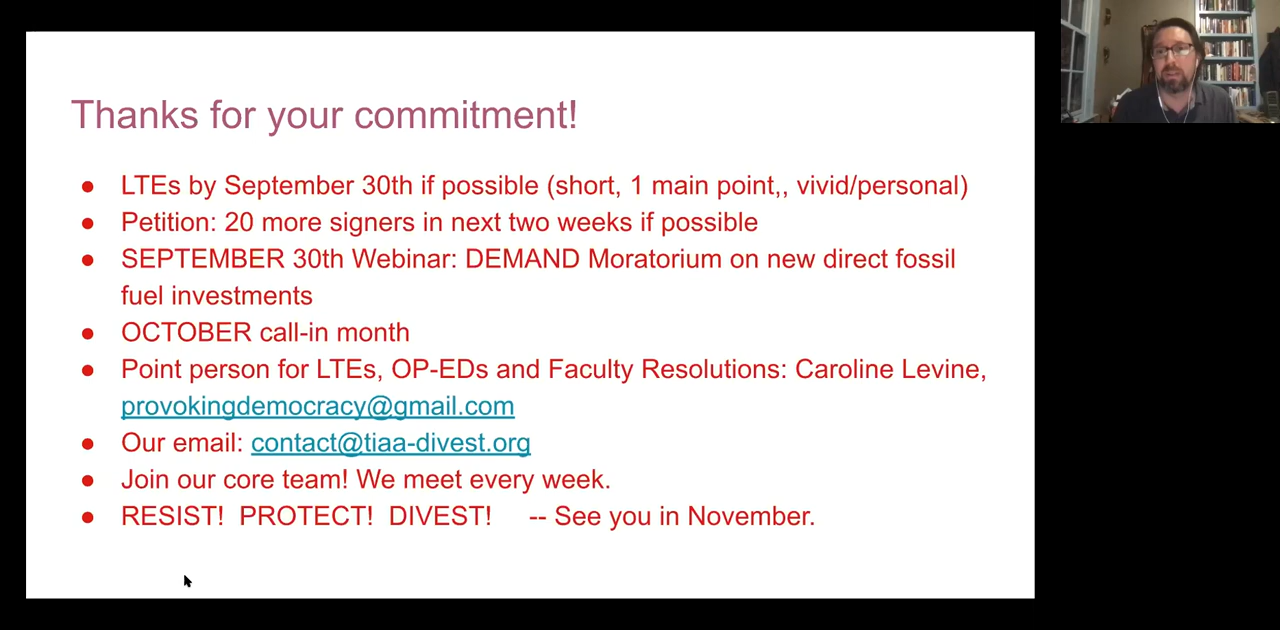 Thanks for your commitment!
● LTEs by September 30th if possible (short, 1 main point,, vivid/personal)
● Petition: 20 more signers in next two weeks if possible
● SEPTEMBER 30th Webinar: DEMAND Moratorium on new direct fossil
fuel investments
● OCTOBER call-in month
● Point person for LTEs, OP-EDs and Faculty Resolutions: Caroline Levine,
provokingdemocracy@gmail.com
● Our email: contact@tiaa-divest.org
● Join our core team! We meet every week.
● RESIST!  PROTECT!  DIVEST!     -- See you in November.